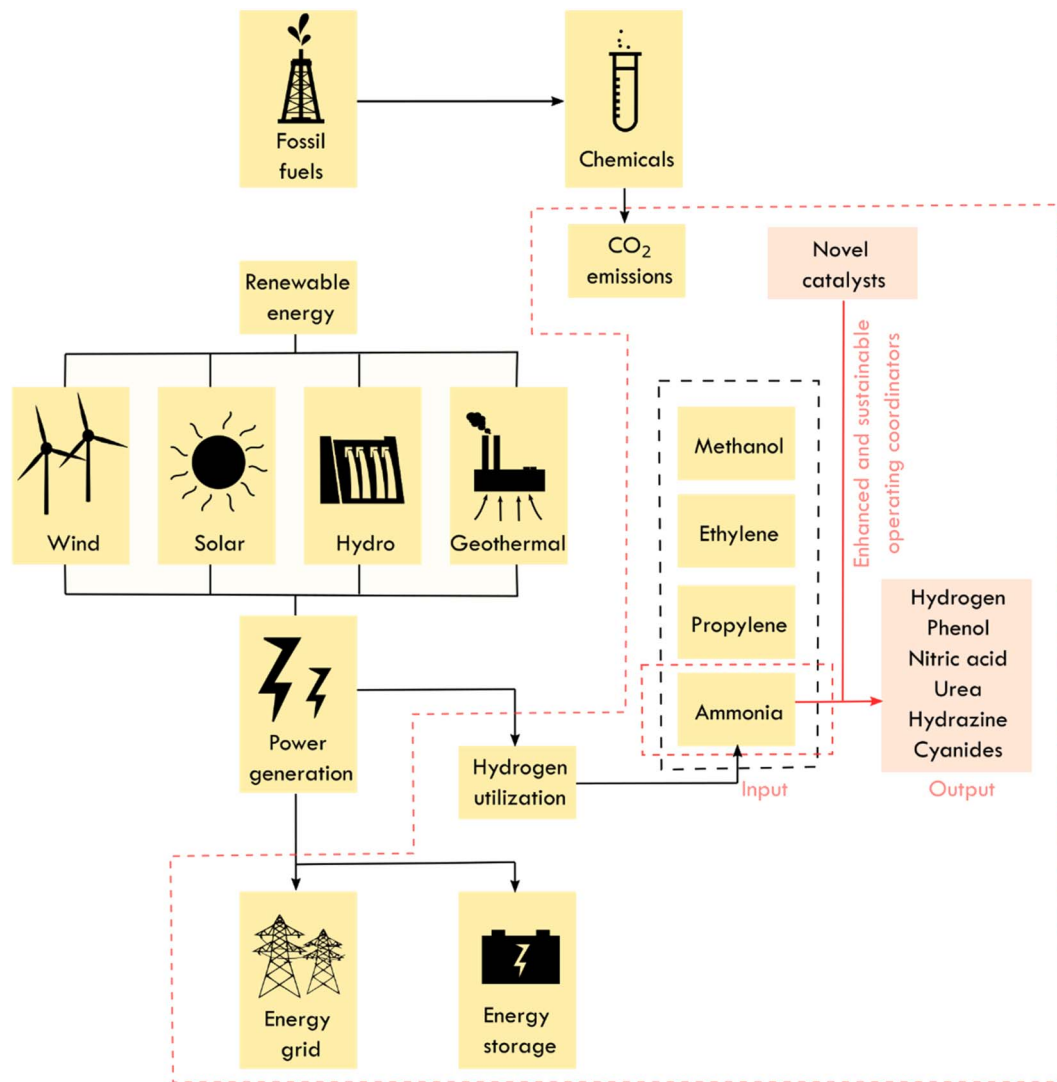 Fossil
fuels
Chemicals
CO₂
emissions
Novel
catalysts
Renewable
energy
Enhanced and sustainable
operating coordinators
Wind
Solar
Hydro
Geothermal
Methanol
Ethylene
Propylene
Ammonia
Hydrogen
Phenol
Nitric acid
Urea
Hydrazine
Cyanides
Power
generation
Hydrogen
utilization
Input
Output
Energy
grid
Energy
storage